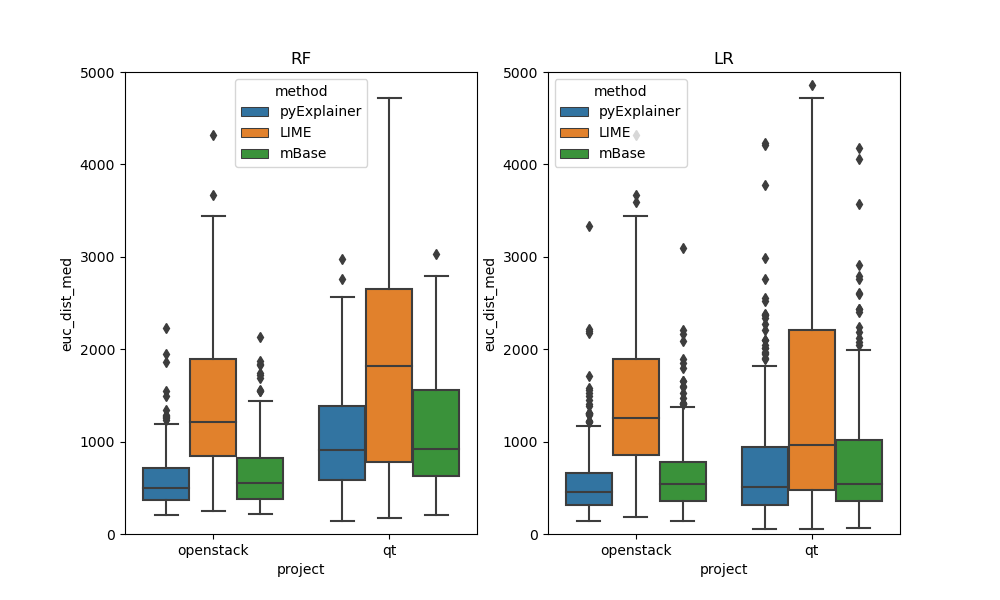 RF
method
pyExplainer
LIME
mBase
5000
4000
3000
2000
1000
0
euc_dist_med
openstack
qt
project
LR
method
pyExplainer
LIME
mBase
5000
4000
3000
2000
1000
0
euc_dist_med
openstack
qt
project